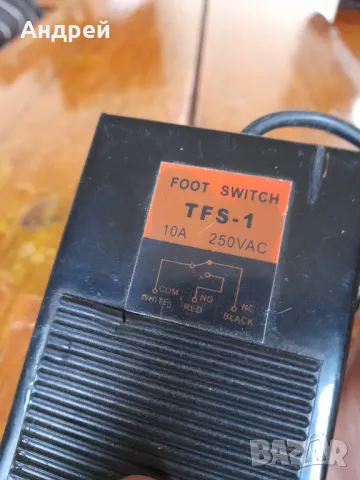 Андрей
FOOT SWITCH
TFS-1
10A 250VAC
COM NO NC
WHITE RED BLACK
BAZAR